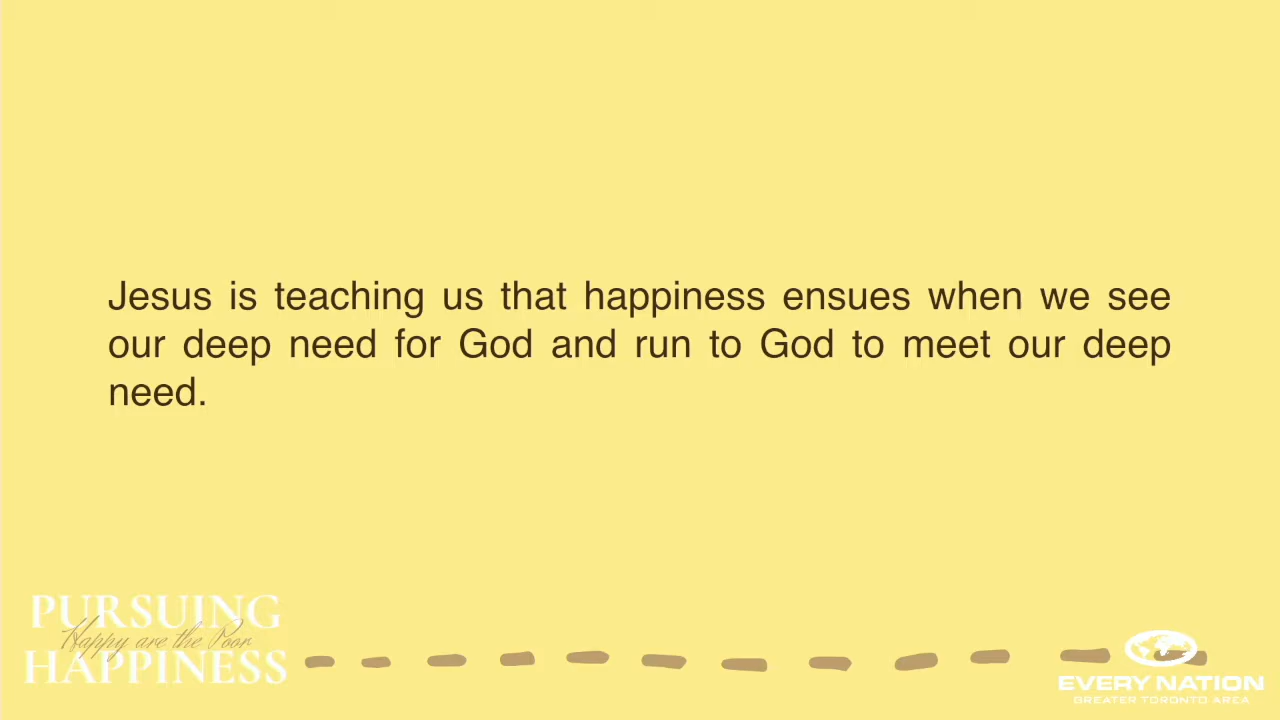 Jesus is teaching us that happiness ensues when we see
our deep need for God and run to God to meet our deep
need.
PURSUING
Happy are the Poor
HAPPINESS
EVERY NATION
GREATER TORONTO AREA